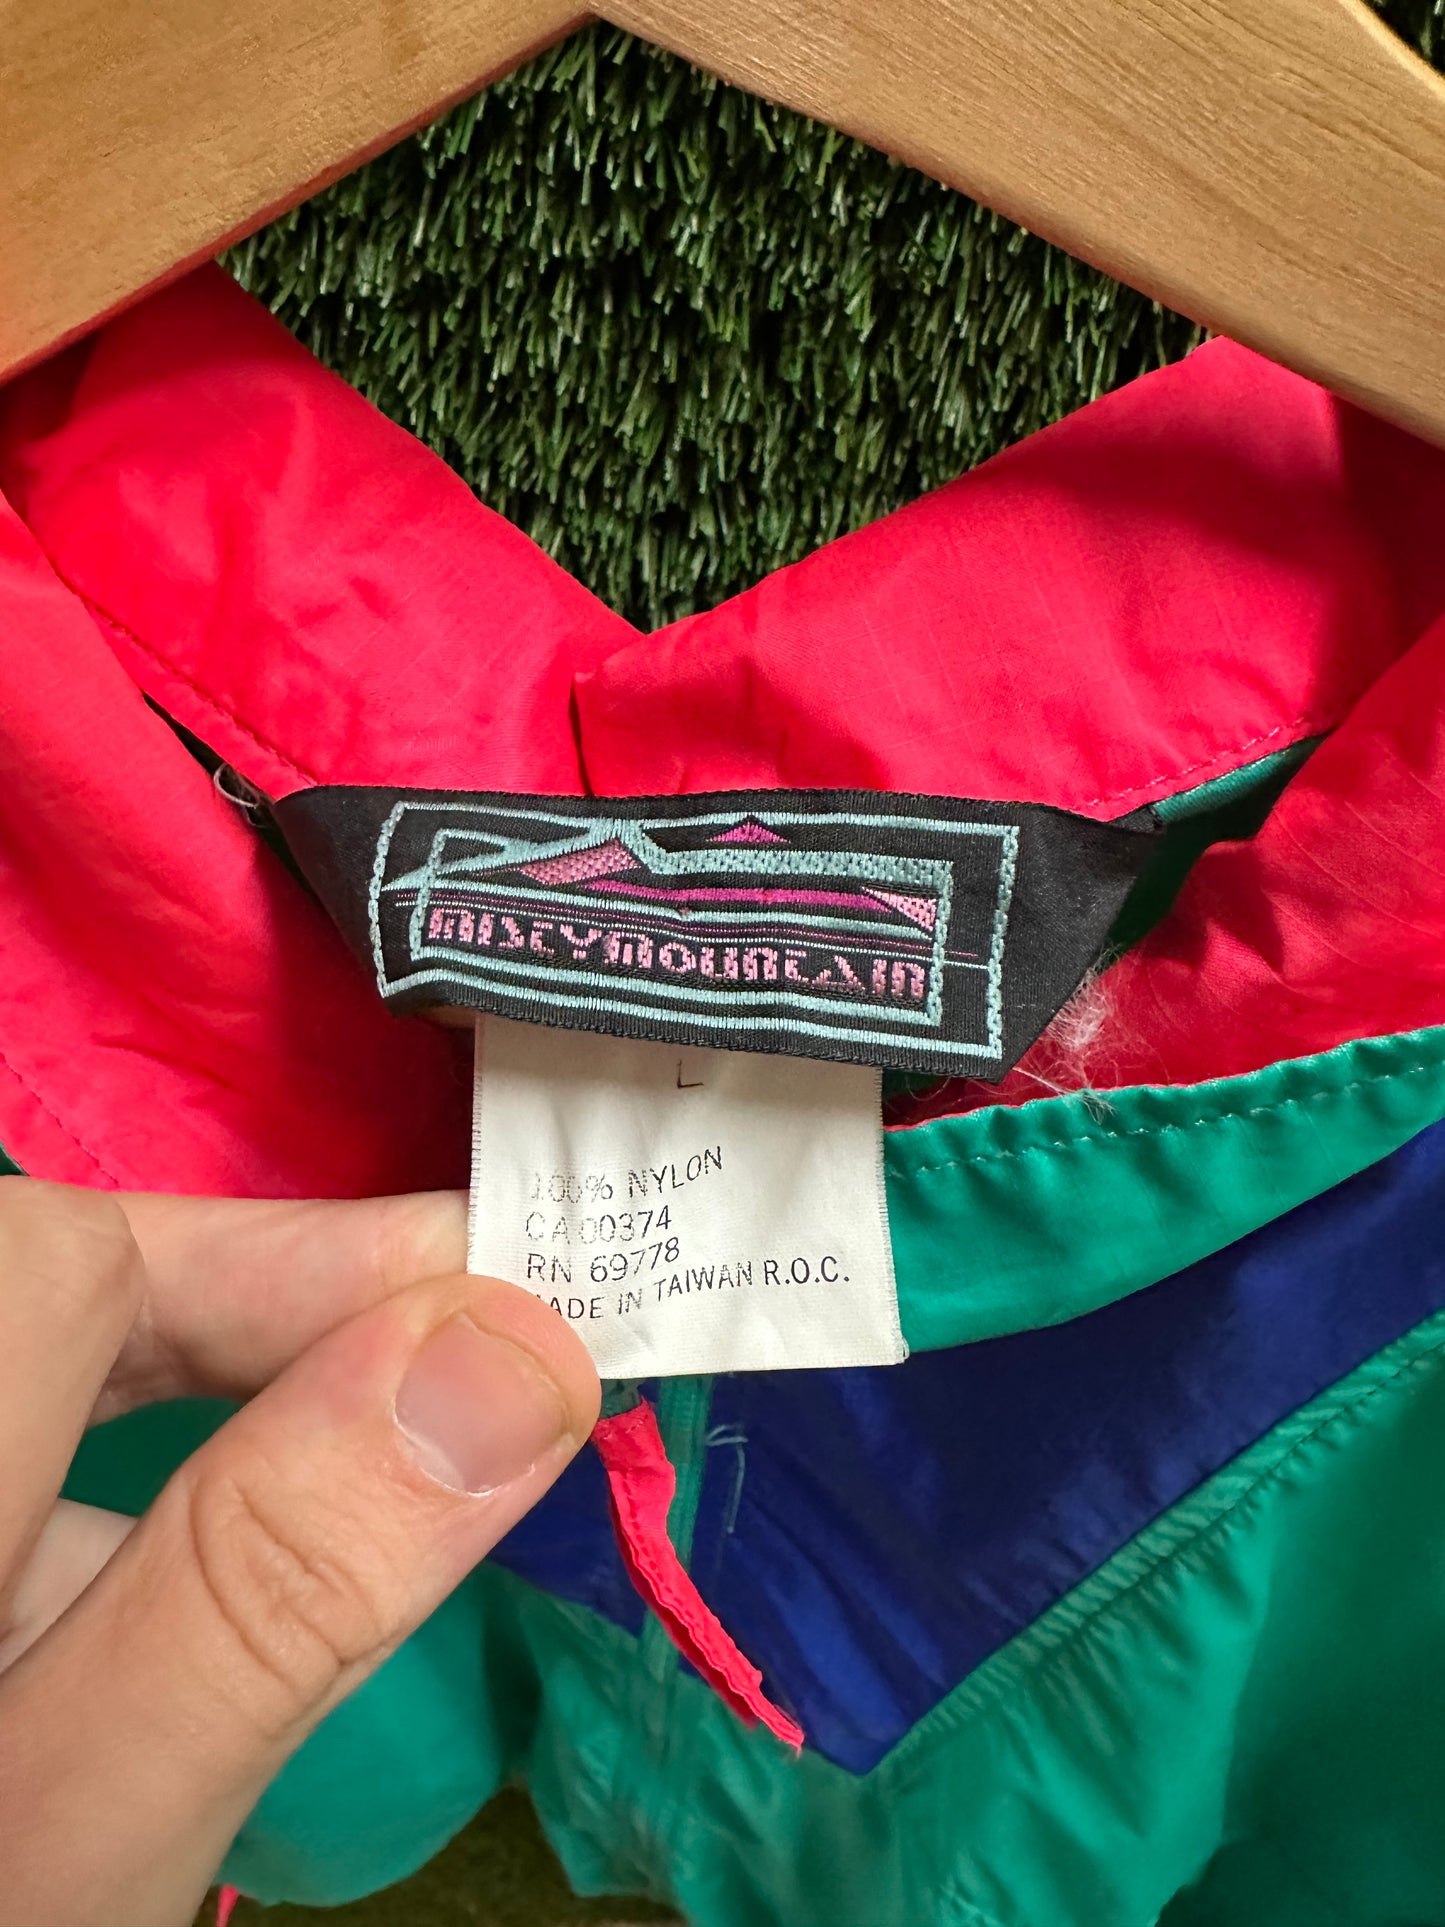 MISTY MOUNTAIN
L
100% NYLON
CA 00374
RN 69778
MADE IN TAIWAN R.O.C.